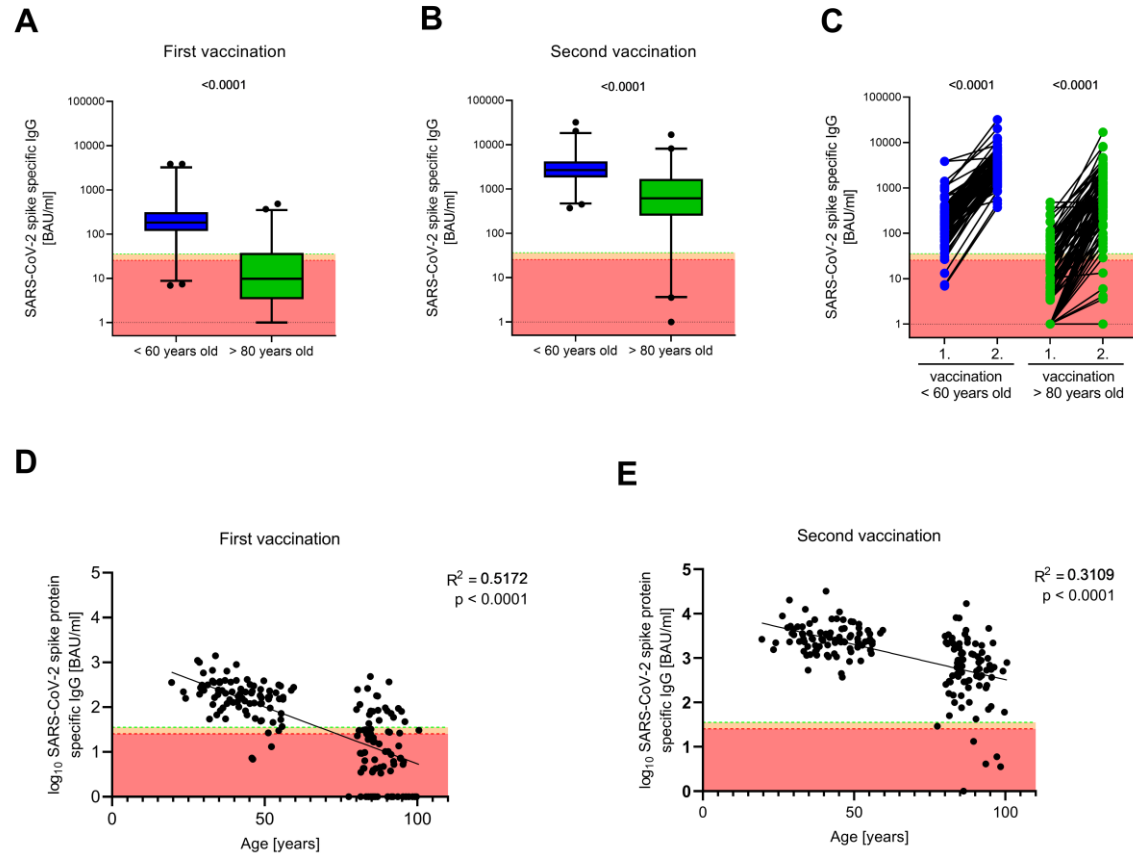 A
First vaccination
<0.0001
SARS-CoV-2 spike specific IgG
[BAU/ml]
100000
10000
1000
100
10
1
< 60 years old
> 80 years old
B
Second vaccination
<0.0001
SARS-CoV-2 spike specific IgG
[BAU/ml]
100000
10000
1000
100
10
1
< 60 years old
> 80 years old
C
<0.0001
<0.0001
SARS-CoV-2 spike specific IgG
[BAU/ml]
100000
10000
1000
100
10
1
1. 2. 1. 2.
vaccination
< 60 years old
vaccination
> 80 years old
D
First vaccination
R² = 0.5172
p < 0.0001
log₁₀ SARS-CoV-2 spike protein
specific IgG [BAU/ml]
5
4
3
2
1
0
0 50 100
Age [years]
E
Second vaccination
R² = 0.3109
p < 0.0001
log₁₀ SARS-CoV-2 spike protein
specific IgG [BAU/ml]
5
4
3
2
1
0
0 50 100
Age [years]